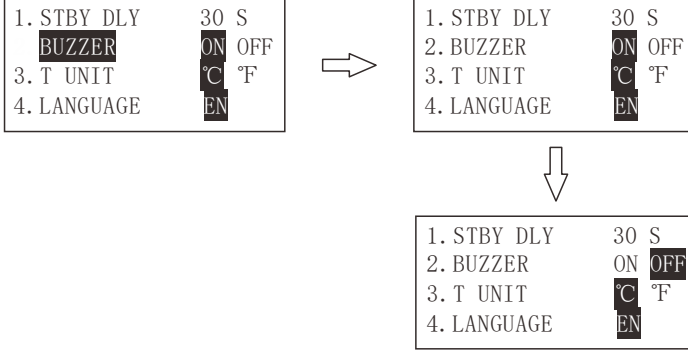 1. STBY DLY 30 S
BUZZER ON OFF
3. T UNIT ℃ ℉
4. LANGUAGE EN
1. STBY DLY 30 S
2. BUZZER ON OFF
3. T UNIT ℃ ℉
4. LANGUAGE EN
1. STBY DLY 30 S
2. BUZZER ON OFF
3. T UNIT ℃ ℉
4. LANGUAGE EN